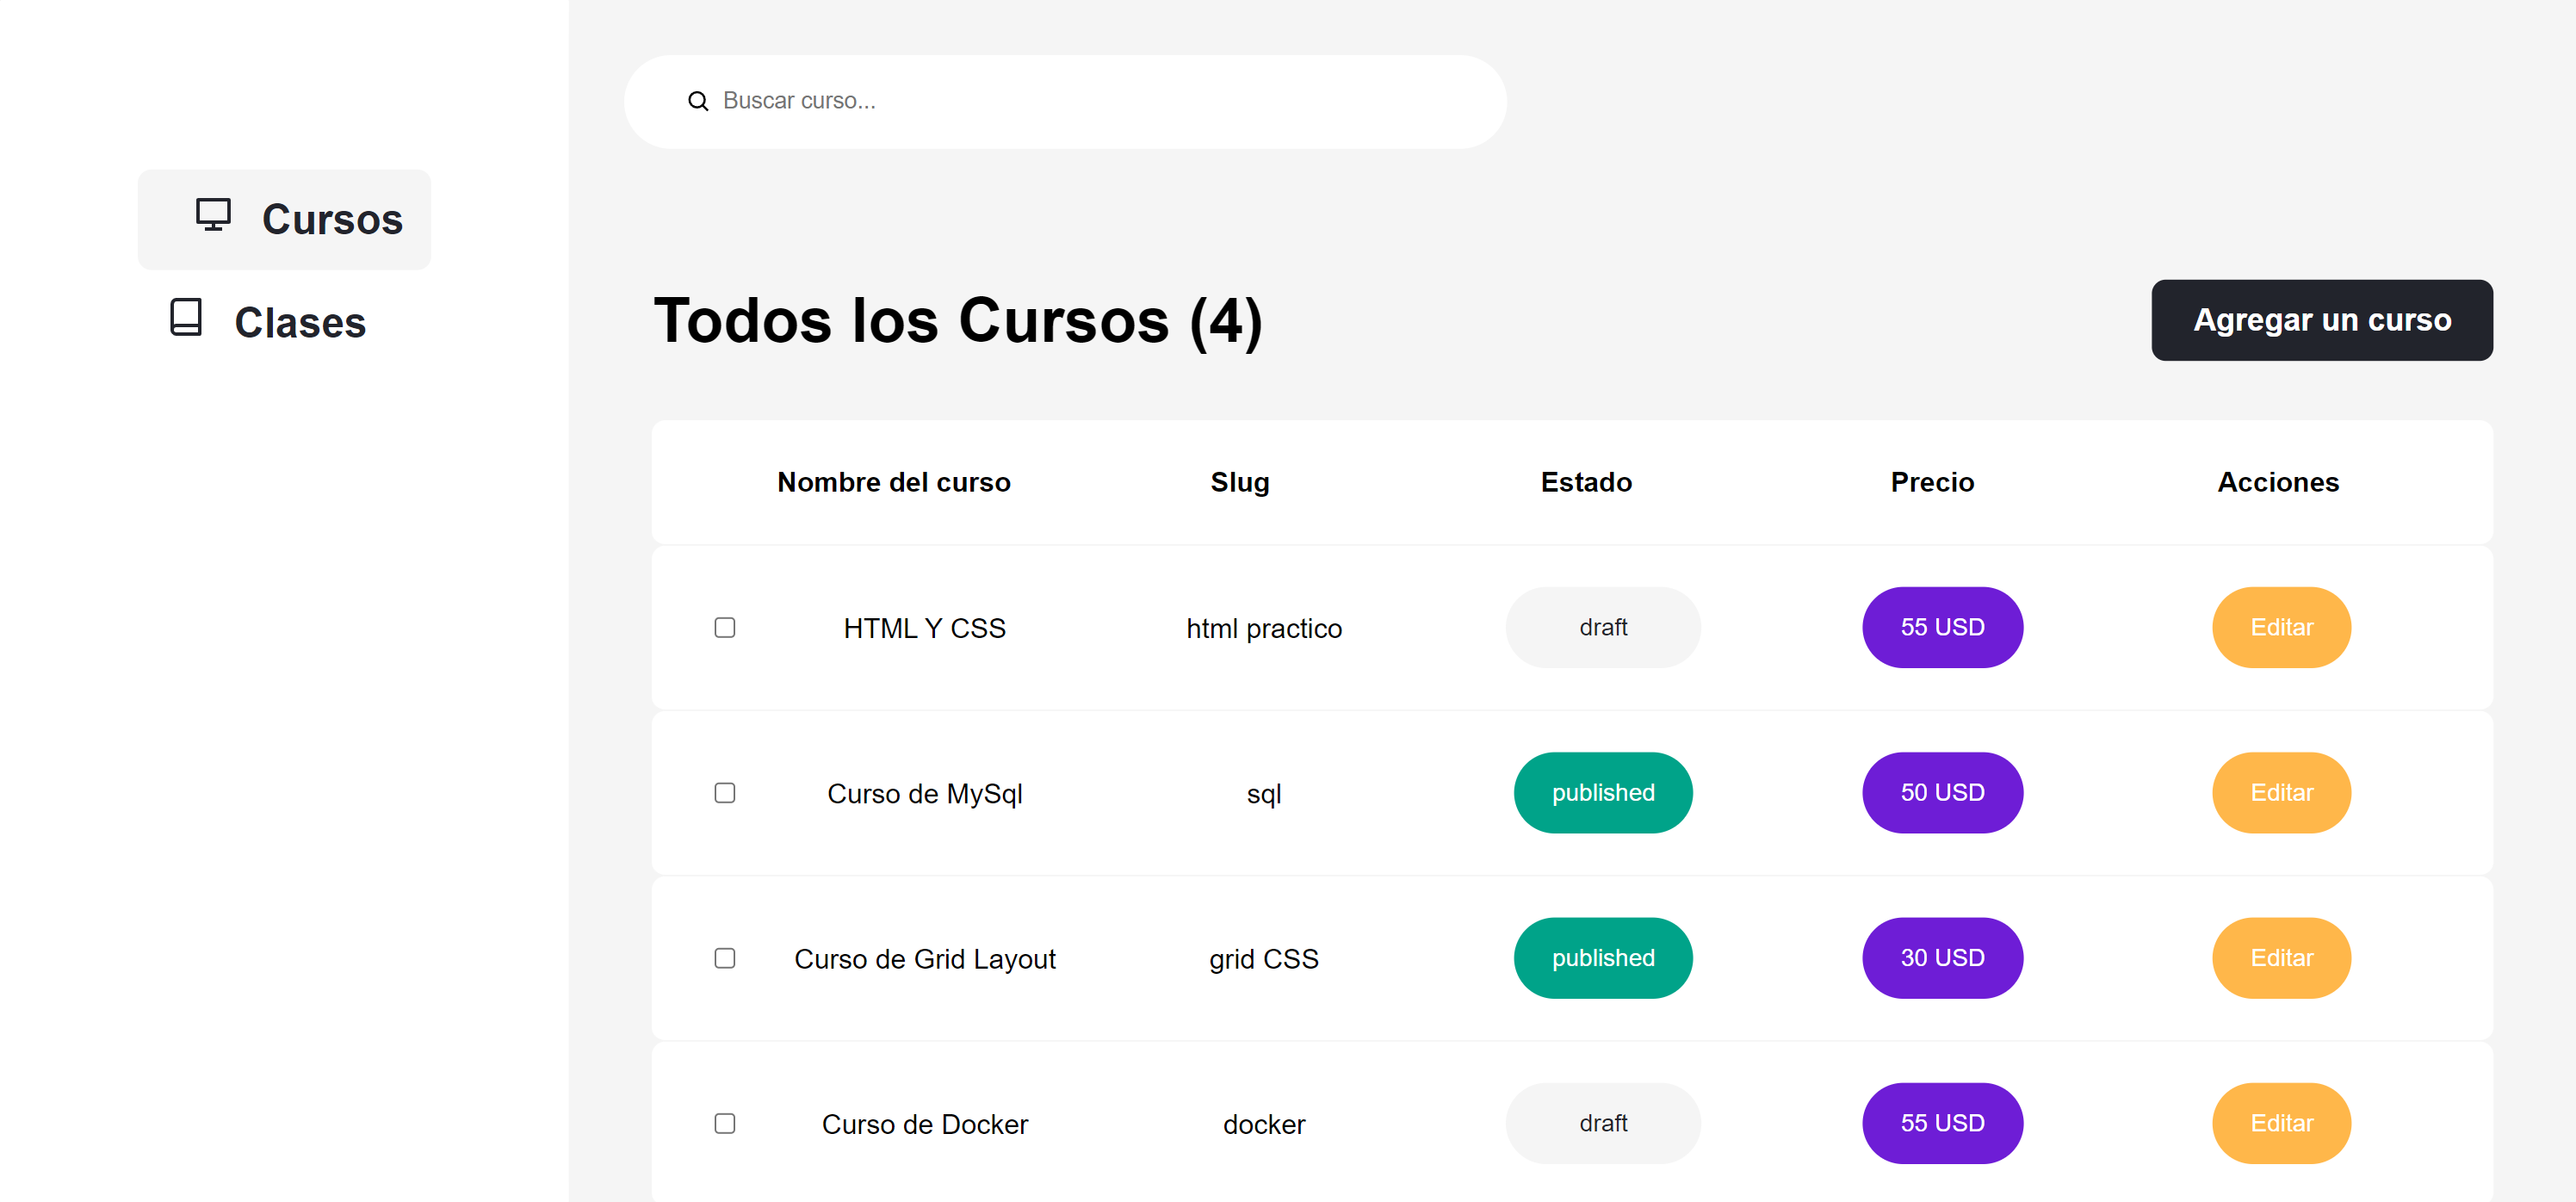 Buscar curso...
Cursos
Clases
Todos los Cursos (4)
Agregar un curso
Nombre del curso Slug Estado Precio Acciones
HTML Y CSS html practico draft 55 USD Editar
Curso de MySql sql published 50 USD Editar
Curso de Grid Layout grid CSS published 30 USD Editar
Curso de Docker docker draft 55 USD Editar